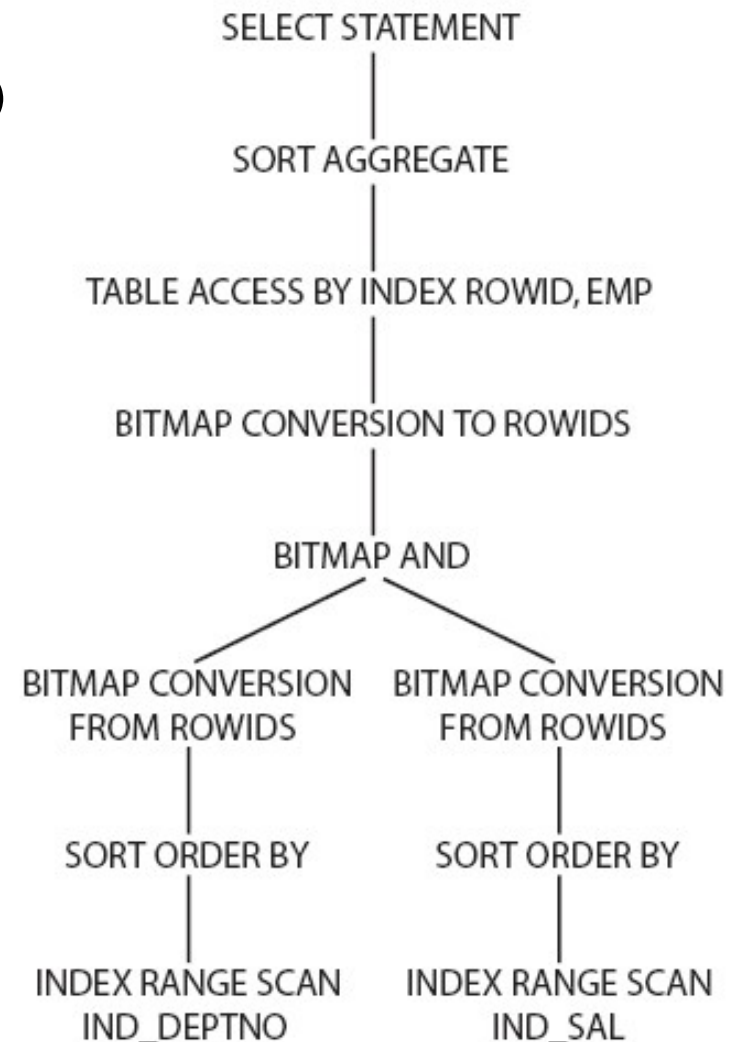 SELECT STATEMENT
)
SORT AGGREGATE
TABLE ACCESS BY INDEX ROWID, EMP
BITMAP CONVERSION TO ROWIDS
BITMAP AND
BITMAP CONVERSION
FROM ROWIDS
BITMAP CONVERSION
FROM ROWIDS
SORT ORDER BY
SORT ORDER BY
INDEX RANGE SCAN
IND_DEPTNO
INDEX RANGE SCAN
IND_SAL